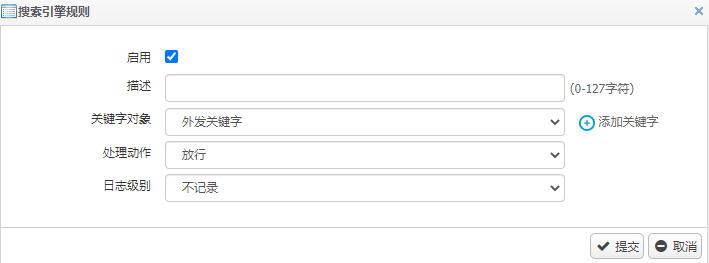 搜索引擎规则
启用
描述 (0-127字符)
关键字对象 外发关键字 添加关键字
处理动作 放行
日志级别 不记录
提交 取消